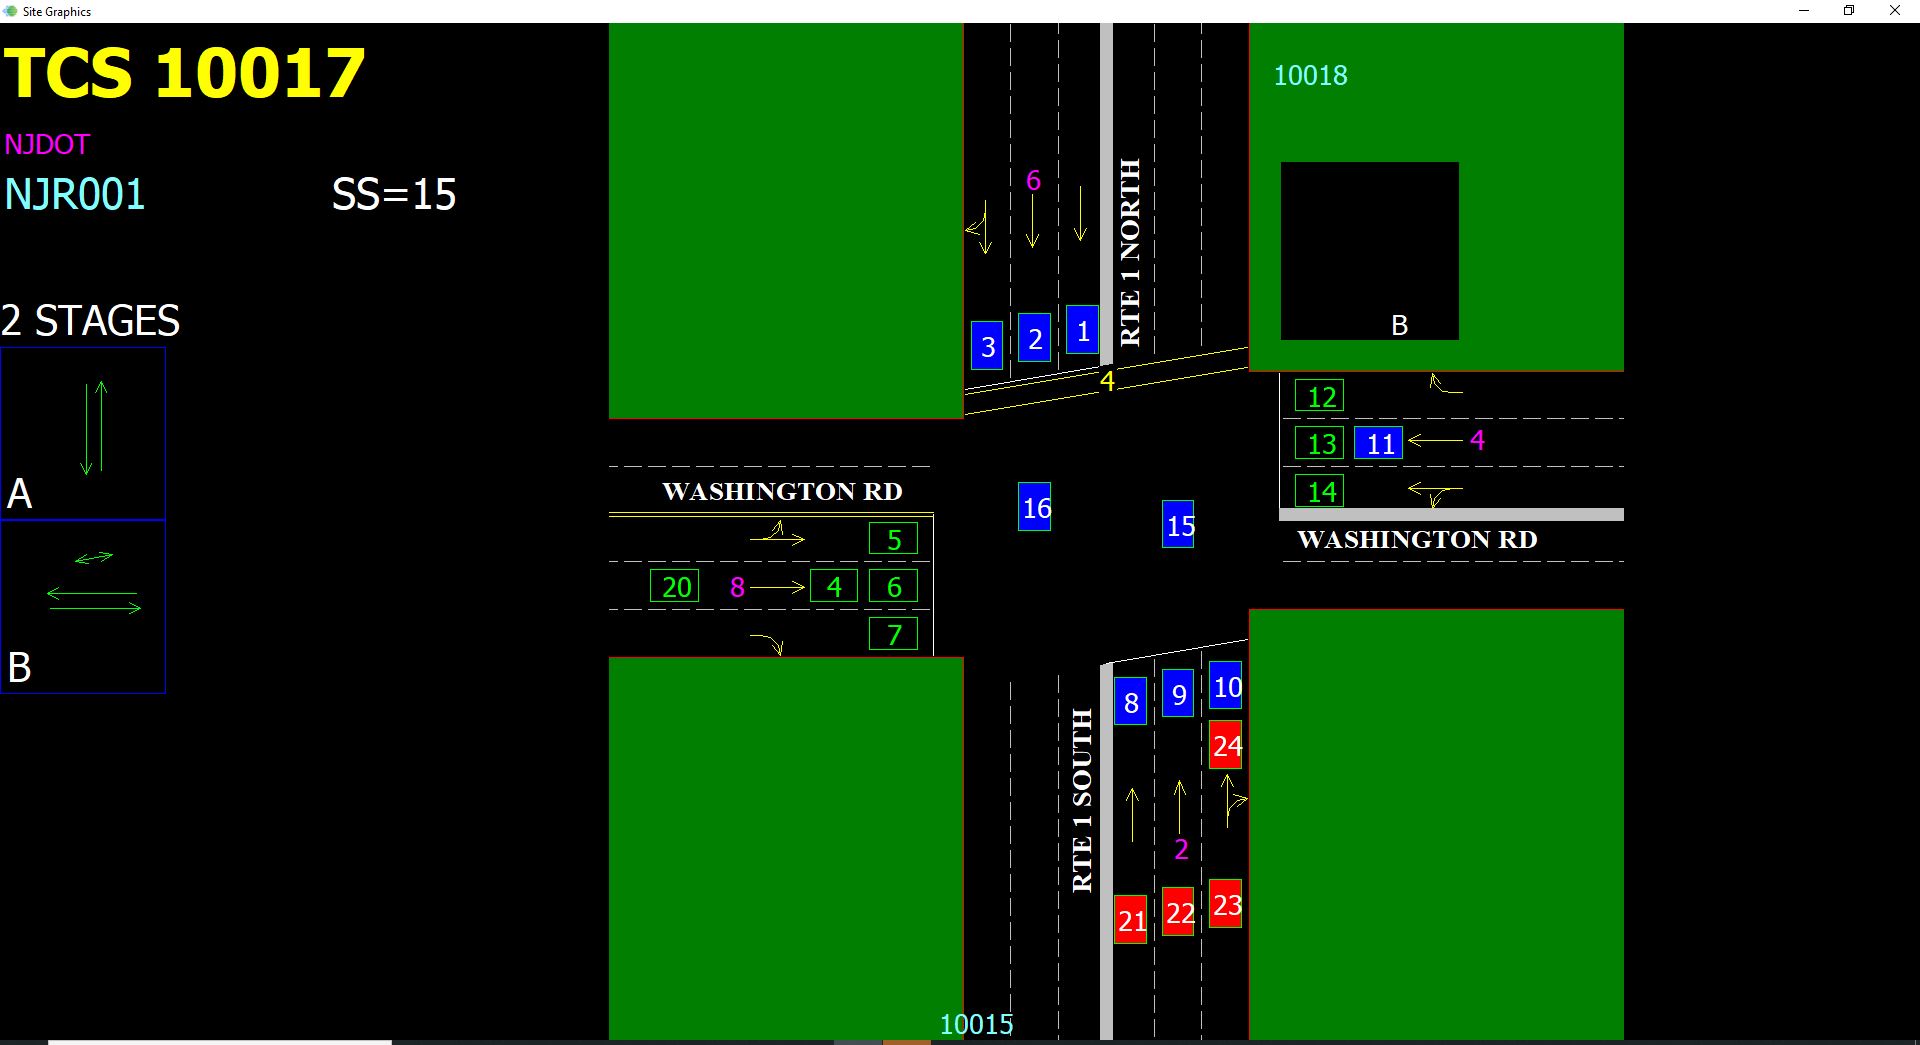 Site Graphics
TCS 10017
NJDOT
NJR001 SS=15
2 STAGES
A
B
10018
B
6
RTE 1 NORTH
3 2 1
4
12
13 11 4
14
WASHINGTON RD
WASHINGTON RD
16 15
5
20 8 4 6
7
8 9 10
24
RTE 1 SOUTH
2
21 22 23
10015